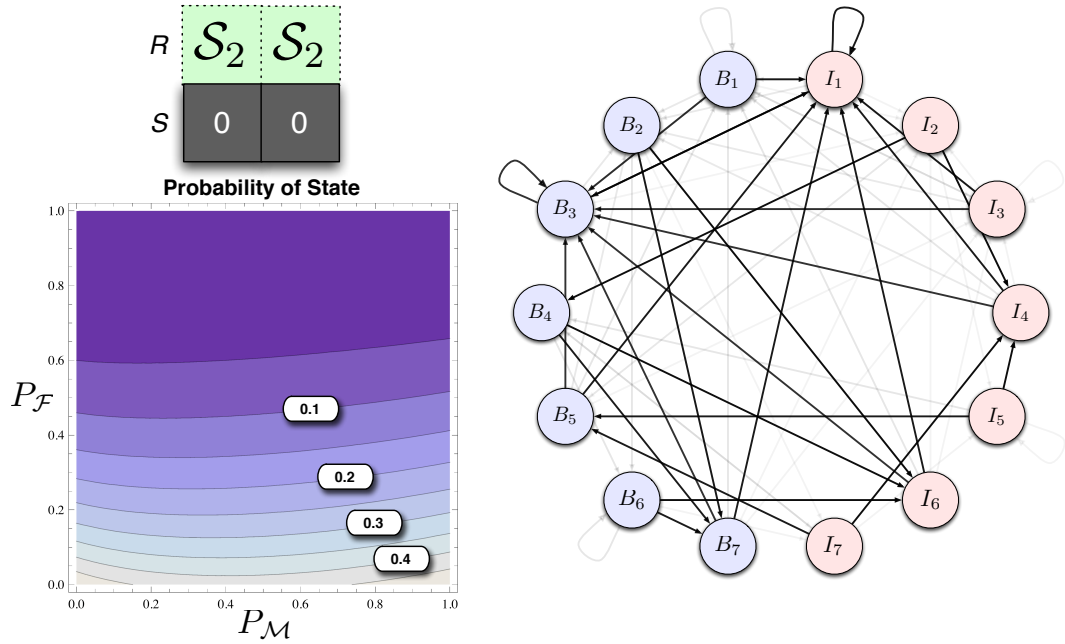 R 𝒮₂ 𝒮₂
S 0 0
Probability of State
1.0
0.8
0.6
0.4
0.2
0.0
P_ℱ
0.1
0.2
0.3
0.4
0.0 0.2 0.4 0.6 0.8 1.0
P_ℳ
B₁ I₁
B₂ I₂
B₃ I₃
B₄ I₄
B₅ I₅
B₆ I₆
B₇ I₇